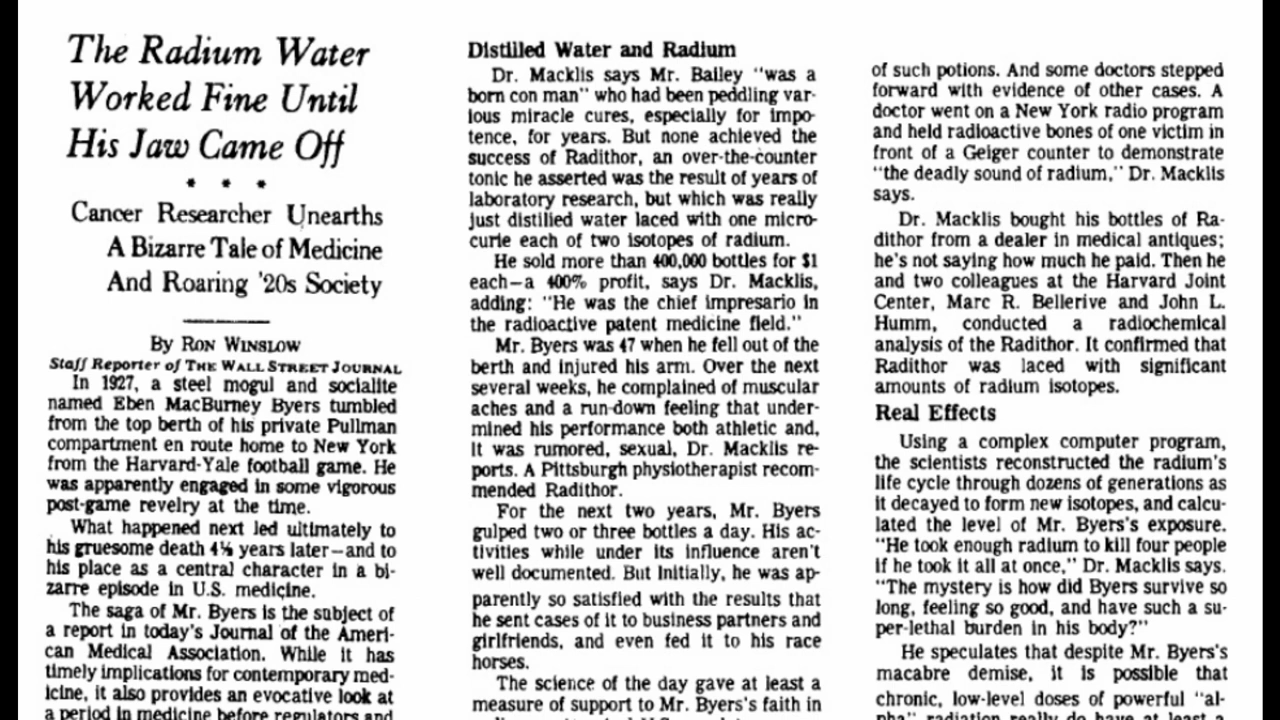 The Radium Water
Worked Fine Until
His Jaw Came Off
* * *
Cancer Researcher Unearths
A Bizarre Tale of Medicine
And Roaring '20s Society
By RON WINSLOW
Staff Reporter of THE WALL STREET JOURNAL
In 1927, a steel mogul and socialite
named Eben MacBurney Byers tumbled
from the top berth of his private Pullman
compartment en route home to New York
from the Harvard-Yale football game. He
was apparently engaged in some vigorous
post-game revelry at the time.
What happened next led ultimately to
his gruesome death 4½ years later—and to
his place as a central character in a bi-
zarre episode in U.S. medicine.
The saga of Mr. Byers is the subject of
a report in today's Journal of the Ameri-
can Medical Association. While it has
timely implications for contemporary med-
icine, it also provides an evocative look at
a period in medicine before regulators and
Distilled Water and Radium
Dr. Macklis says Mr. Bailey "was a
born con man" who had been peddling var-
ious miracle cures, especially for impo-
tence, for years. But none achieved the
success of Radithor, an over-the-counter
tonic he asserted was the result of years of
laboratory research, but which was really
just distilled water laced with one micro-
curie each of two isotopes of radium.
He sold more than 400,000 bottles for $1
each—a 400% profit, says Dr. Macklis,
adding: "He was the chief impresario in
the radioactive patent medicine field."
Mr. Byers was 47 when he fell out of the
berth and injured his arm. Over the next
several weeks, he complained of muscular
aches and a run-down feeling that under-
mined his performance both athletic and,
it was rumored, sexual, Dr. Macklis re-
ports. A Pittsburgh physiotherapist recom-
mended Radithor.
For the next two years, Mr. Byers
gulped two or three bottles a day. His ac-
tivities while under its influence aren't
well documented. But initially, he was ap-
parently so satisfied with the results that
he sent cases of it to business partners and
girlfriends, and even fed it to his race
horses.
The science of the day gave at least a
measure of support to Mr. Byers's faith in
of such potions. And some doctors stepped
forward with evidence of other cases. A
doctor went on a New York radio program
and held radioactive bones of one victim in
front of a Geiger counter to demonstrate
"the deadly sound of radium," Dr. Macklis
says.
Dr. Macklis bought his bottles of Ra-
dithor from a dealer in medical antiques;
he's not saying how much he paid. Then he
and two colleagues at the Harvard Joint
Center, Marc R. Bellerive and John L.
Humm, conducted a radiochemical
analysis of the Radithor. It confirmed that
Radithor was laced with significant
amounts of radium isotopes.
Real Effects
Using a complex computer program,
the scientists reconstructed the radium's
life cycle through dozens of generations as
it decayed to form new isotopes, and calcu-
lated the level of Mr. Byers's exposure.
"He took enough radium to kill four people
if he took it all at once," Dr. Macklis says.
"The mystery is how did Byers survive so
long, feeling so good, and have such a su-
per-lethal burden in his body?"
He speculates that despite Mr. Byers's
macabre demise, it is possible that
chronic, low-level doses of powerful "al-
pha" radiation really do have at least a